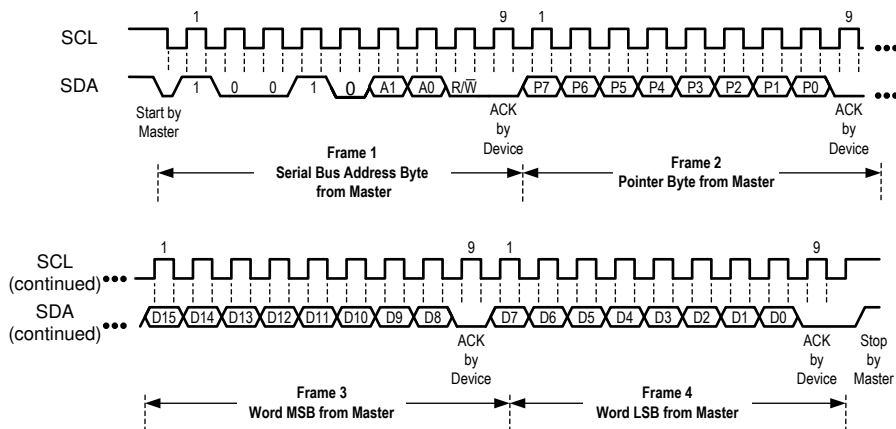 1 9 1 9
SCL
SDA
1 0 0 1 0 A1 A0 R/W̅ P7 P6 P5 P4 P3 P2 P1 P0
Start by
Master
ACK
by
Device
ACK
by
Device
Frame 1
Serial Bus Address Byte
from Master
Frame 2
Pointer Byte from Master
1 9 1 9
SCL
(continued)
SDA
(continued)
D15 D14 D13 D12 D11 D10 D9 D8 D7 D6 D5 D4 D3 D2 D1 D0
ACK
by
Device
ACK
by
Device
Stop
by
Master
Frame 3
Word MSB from Master
Frame 4
Word LSB from Master